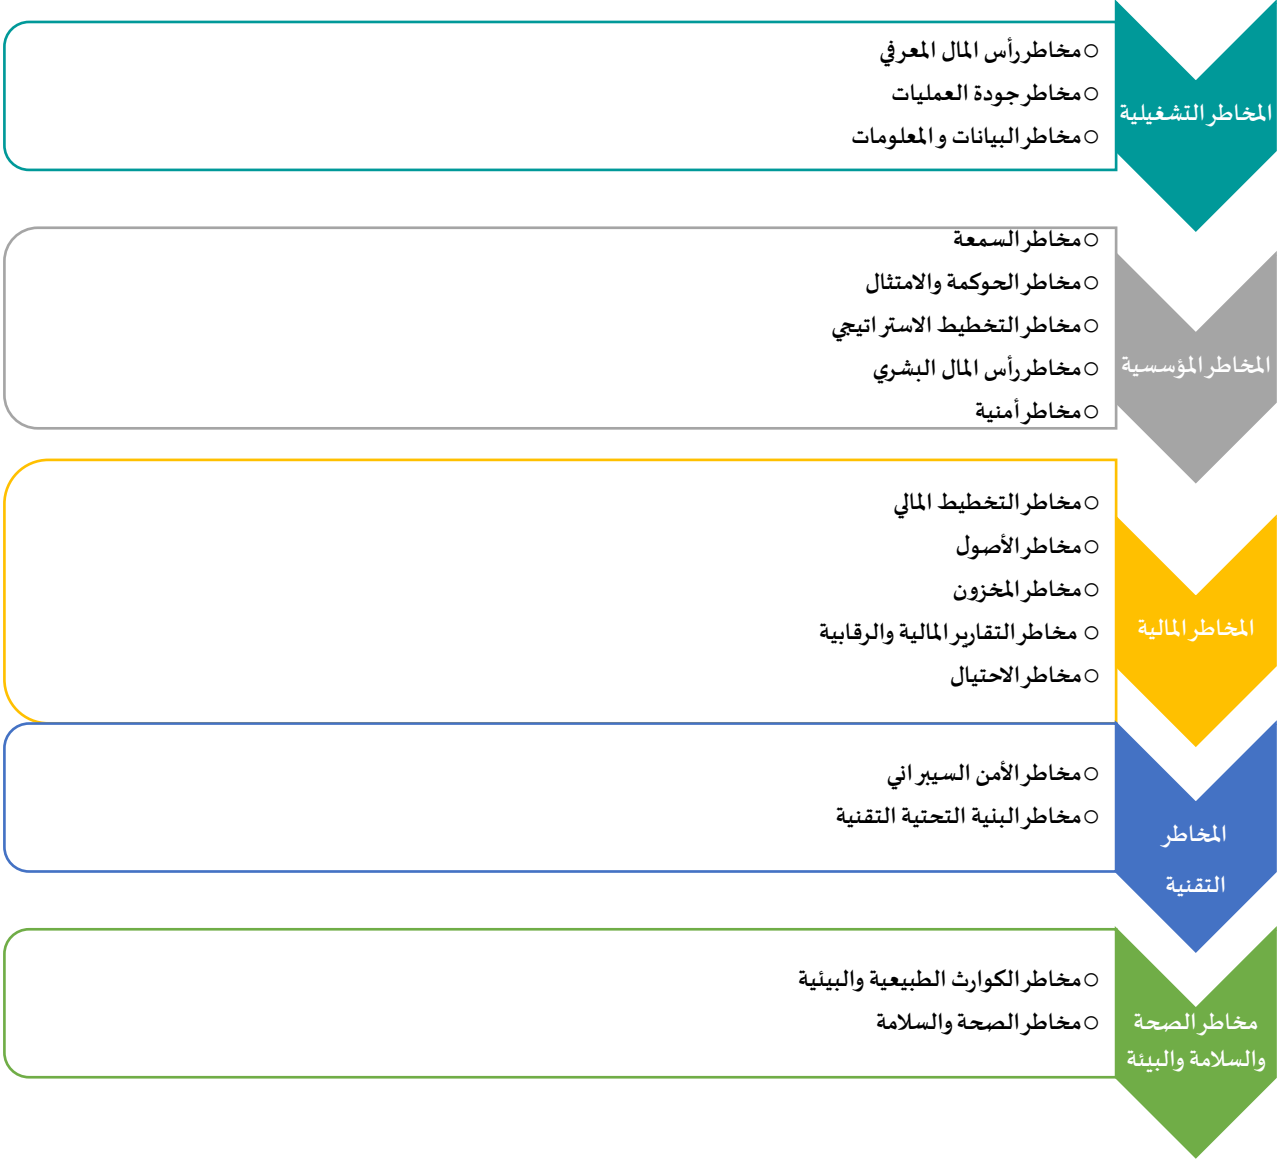 المخاطر التشغيلية
○ مخاطر رأس المال المعرفي
○ مخاطر جودة العمليات
○ مخاطر البيانات والمعلومات
المخاطر المؤسسية
○ مخاطر السمعة
○ مخاطر الحوكمة والامتثال
○ مخاطر التخطيط الاستراتيجي
○ مخاطر رأس المال البشري
○ مخاطر أمنية
المخاطر المالية
○ مخاطر التخطيط المالي
○ مخاطر الأصول
○ مخاطر المخزون
○ مخاطر التقارير المالية والرقابية
○ مخاطر الاحتيال
المخاطر
التقنية
○ مخاطر الأمن السيبراني
○ مخاطر البنية التحتية التقنية
مخاطر الصحة
والسلامة والبيئة
○ مخاطر الكوارث الطبيعية والبيئية
○ مخاطر الصحة والسلامة